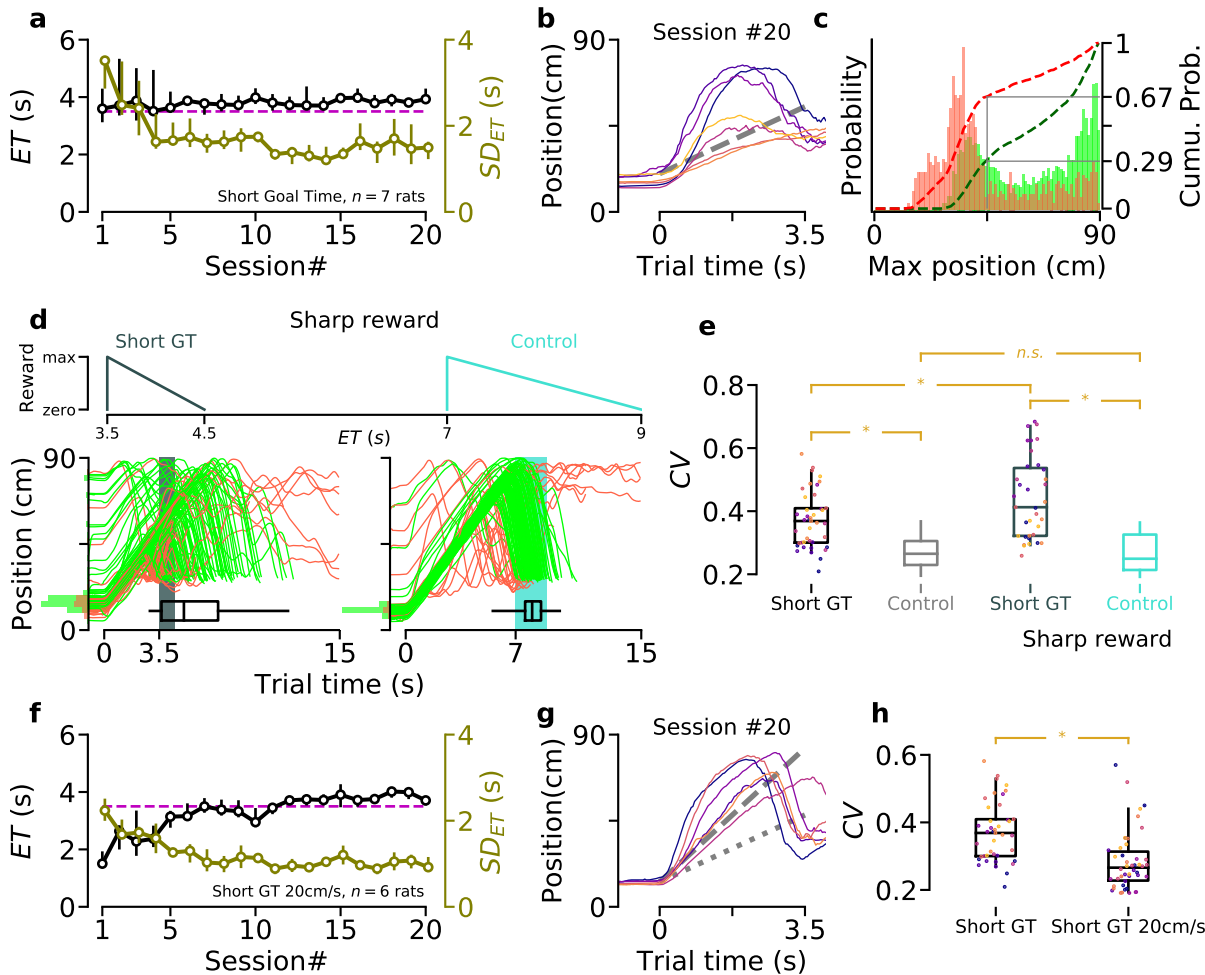 a
6
4
2
0
ET (s)
4
2
0
SD_ET (s)
Short Goal Time, n = 7 rats
1 5 10 15 20
Session#
b
Session #20
90
0
Position(cm)
0 3.5
Trial time (s)
c
Probability
1
0.67
0.29
0
Cumu. Prob.
0 90
Max position (cm)
d
Sharp reward
Short GT
Control
Reward
max
zero
3.5 4.5 7 9
ET (s)
90
0
Position (cm)
0 3.5 15
0 7 15
Trial time (s)
e
n.s.
*
*
*
0.8
0.6
0.4
0.2
CV
Short GT Control Short GT Control
Sharp reward
f
6
4
2
0
ET (s)
4
2
0
SD_ET (s)
Short GT 20cm/s, n = 6 rats
1 5 10 15 20
Session#
g
Session #20
90
0
Position(cm)
0 3.5
Trial time (s)
h
*
0.6
0.4
0.2
CV
Short GT Short GT 20cm/s